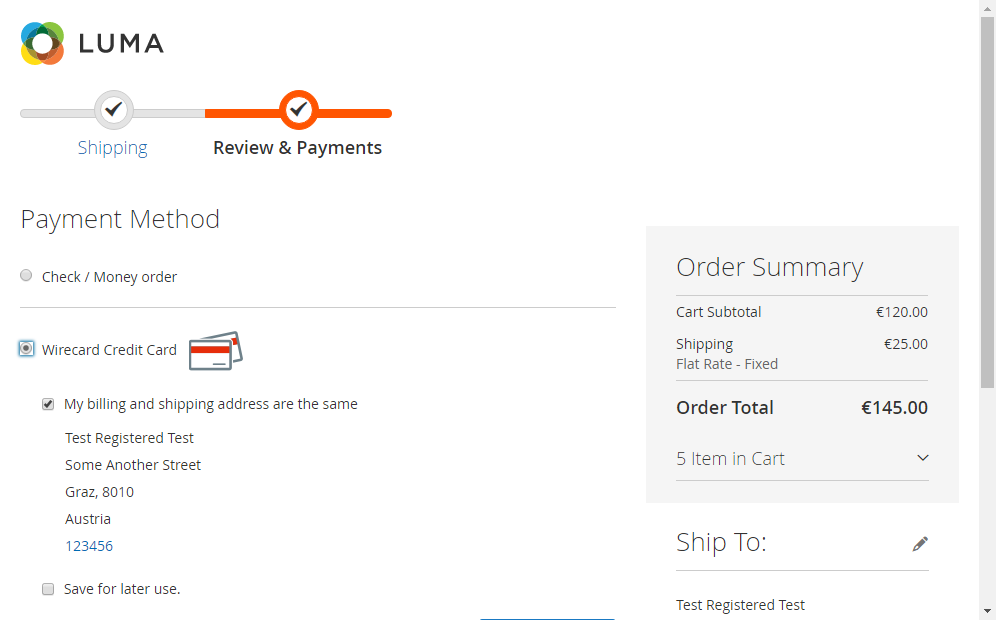 LUMA
Shipping
Review & Payments
Payment Method
Check / Money order
Wirecard Credit Card
My billing and shipping address are the same
Test Registered Test
Some Another Street
Graz, 8010
Austria
123456
Save for later use.
Order Summary
Cart Subtotal €120.00
Shipping €25.00
Flat Rate - Fixed
Order Total €145.00
5 Item in Cart
Ship To:
Test Registered Test